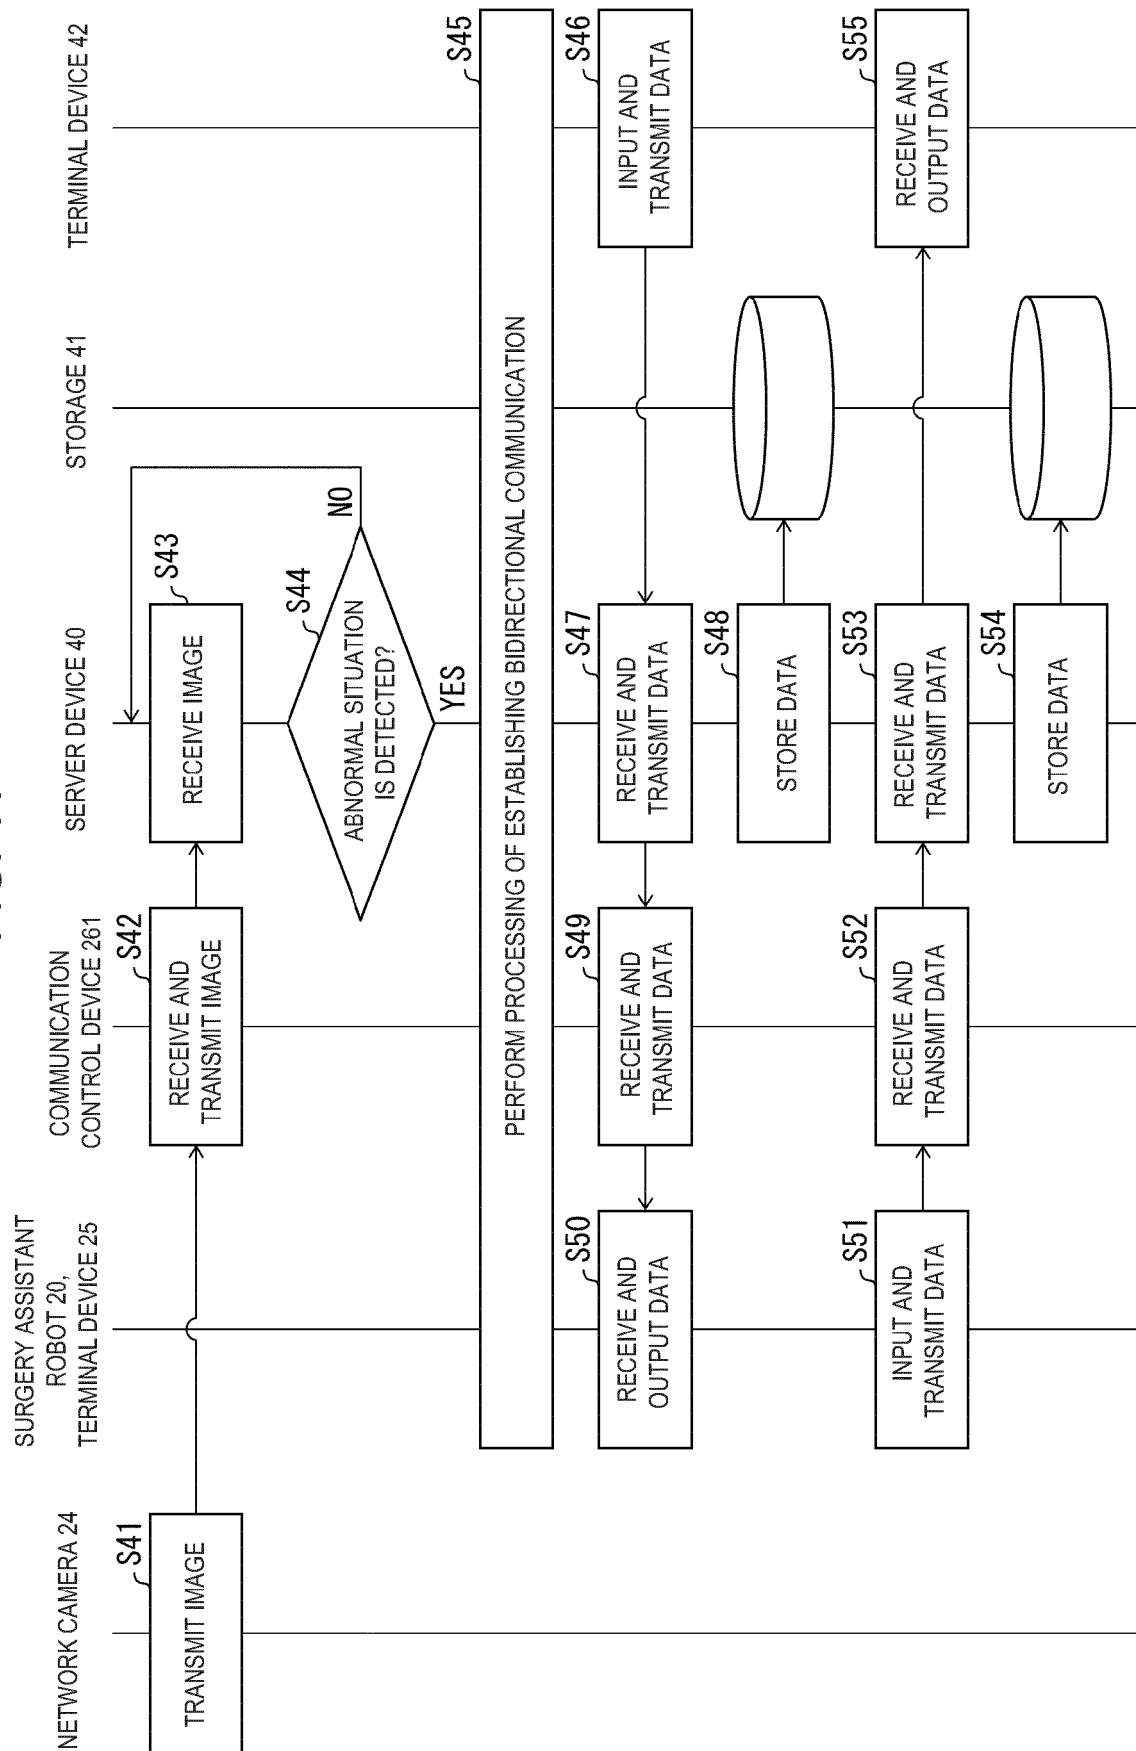 NETWORK CAMERA 24
SURGERY ASSISTANT
ROBOT 20,
TERMINAL DEVICE 25
COMMUNICATION
CONTROL DEVICE 261
SERVER DEVICE 40
STORAGE 41
TERMINAL DEVICE 42
S41
TRANSMIT IMAGE
S42
RECEIVE AND
TRANSMIT IMAGE
S43
RECEIVE IMAGE
S44
ABNORMAL SITUATION
IS DETECTED?
NO
YES
S45
PERFORM PROCESSING OF ESTABLISHING BIDIRECTIONAL COMMUNICATION
S46
INPUT AND
TRANSMIT DATA
S47
RECEIVE AND
TRANSMIT DATA
S48
STORE DATA
S49
RECEIVE AND
TRANSMIT DATA
S50
RECEIVE AND
OUTPUT DATA
S51
INPUT AND
TRANSMIT DATA
S52
RECEIVE AND
TRANSMIT DATA
S53
RECEIVE AND
TRANSMIT DATA
S54
STORE DATA
S55
RECEIVE AND
OUTPUT DATA